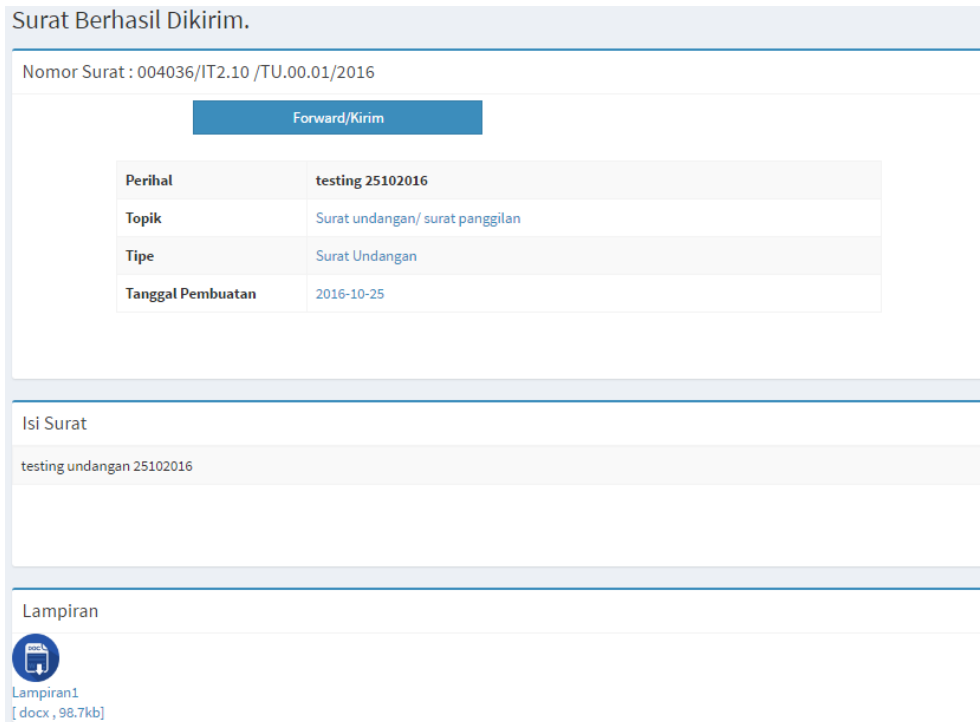 Surat Berhasil Dikirim.
Nomor Surat : 004036/IT2.10 /TU.00.01/2016
Forward/Kirim
Perihal testing 25102016
Topik Surat undangan/ surat panggilan
Tipe Surat Undangan
Tanggal Pembuatan 2016-10-25
Isi Surat
testing undangan 25102016
Lampiran
DOC
Lampiran1
[ docx , 98.7kb]